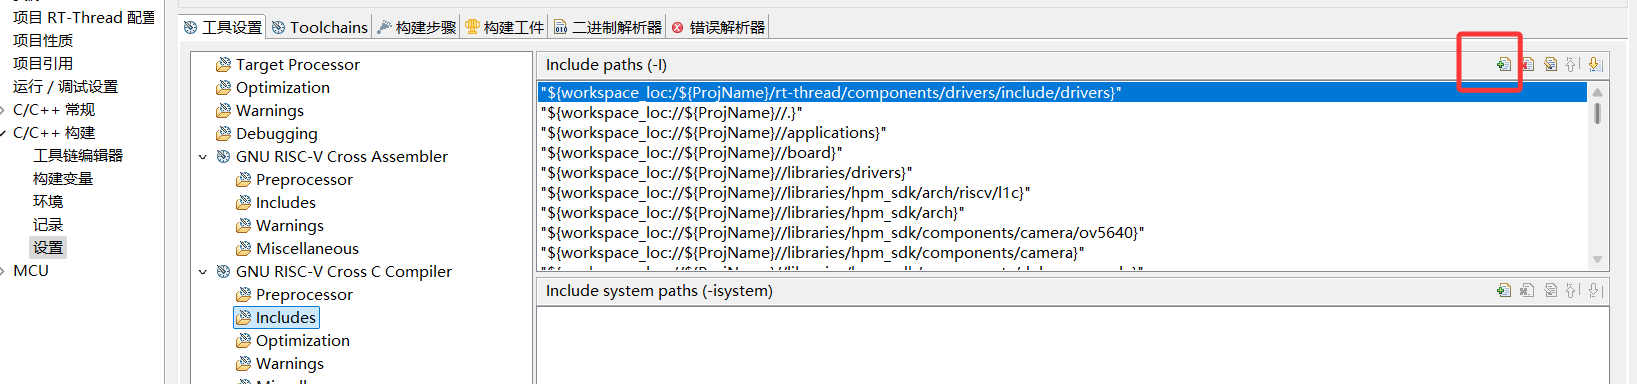 项目 RT-Thread 配置
项目性质
项目引用
运行 / 调试设置
C/C++ 常规
C/C++ 构建
工具链编辑器
构建变量
环境
记录
设置
MCU
工具设置 Toolchains 构建步骤 构建工件 二进制解析器 错误解析器
Target Processor
Optimization
Warnings
Debugging
GNU RISC-V Cross Assembler
Preprocessor
Includes
Warnings
Miscellaneous
GNU RISC-V Cross C Compiler
Preprocessor
Includes
Optimization
Warnings
Include paths (-I)
"${workspace_loc:/${ProjName}/rt-thread/components/drivers/include/drivers}"
"${workspace_loc://${ProjName}//.}"
"${workspace_loc://${ProjName}//applications}"
"${workspace_loc://${ProjName}//board}"
"${workspace_loc://${ProjName}//libraries/drivers}"
"${workspace_loc://${ProjName}//libraries/hpm_sdk/arch/riscv/l1c}"
"${workspace_loc://${ProjName}//libraries/hpm_sdk/arch}"
"${workspace_loc://${ProjName}//libraries/hpm_sdk/components/camera/ov5640}"
"${workspace_loc://${ProjName}//libraries/hpm_sdk/components/camera}"
Include system paths (-isystem)